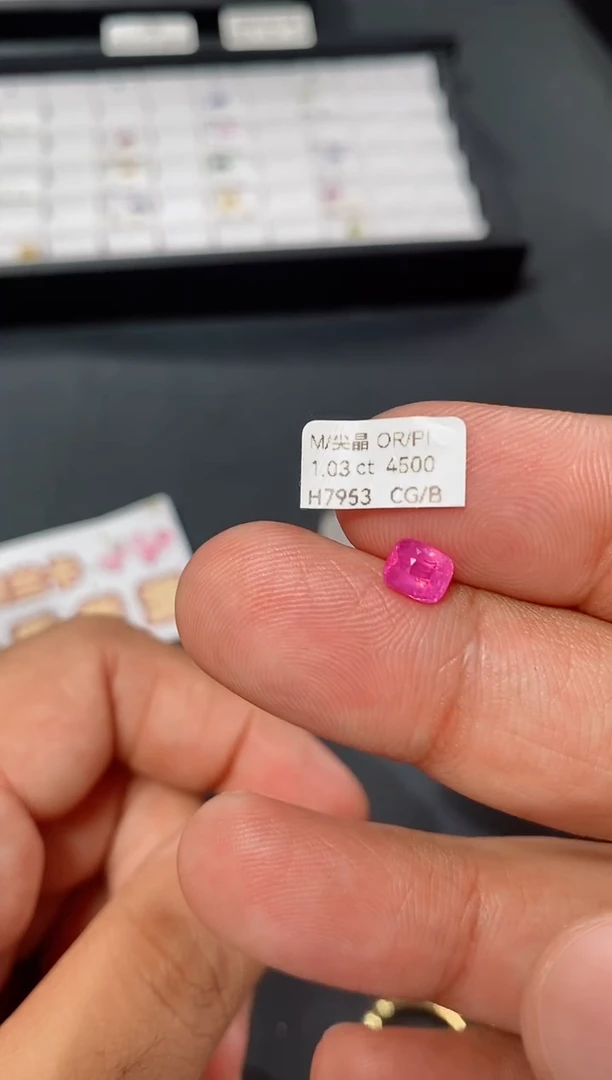 M/尖晶 OR/PI
1.03 ct 4500
H7953 CG/B